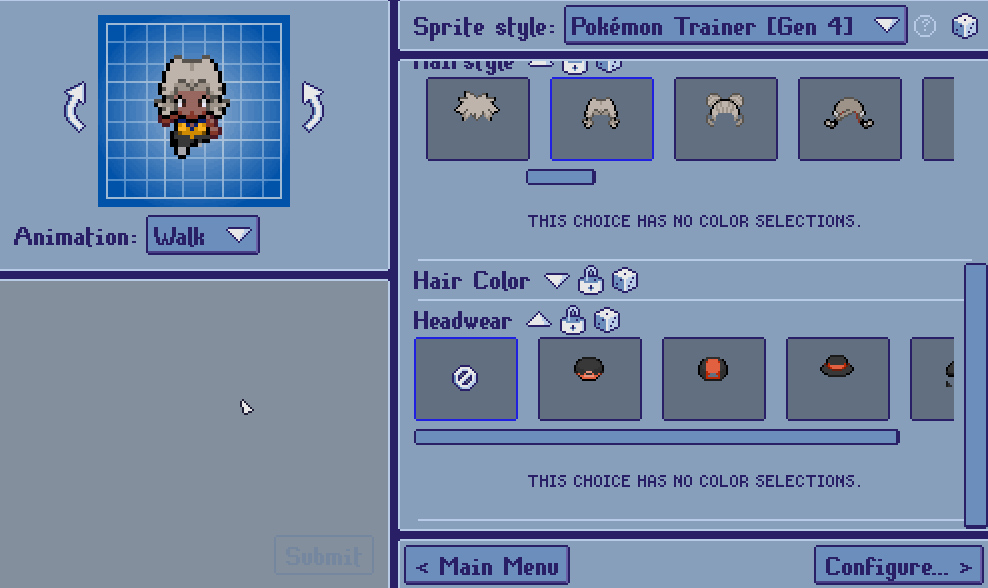 Sprite style: Pokémon Trainer [Gen 4]
Hairstyle
THIS CHOICE HAS NO COLOR SELECTIONS.
Animation: Walk
Hair Color
Headwear
THIS CHOICE HAS NO COLOR SELECTIONS.
Submit
< Main Menu
Configure... >